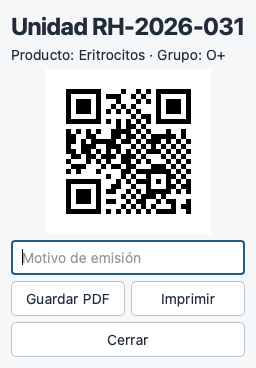 Unidad RH-2026-031
Producto: Eritrocitos · Grupo: O+
Motivo de emisión
Guardar PDF
Imprimir
Cerrar